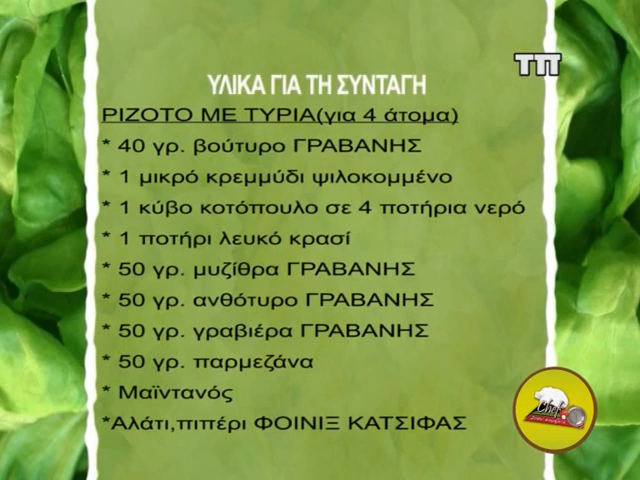 ΤΠ
ΥΛΙΚΑ ΓΙΑ ΤΗ ΣΥΝΤΑΓΗ
ΡΙΖΟΤΟ ΜΕ ΤΥΡΙΑ(για 4 άτομα)
* 40 γρ. βούτυρο ΓΡΑΒΑΝΗΣ
* 1 μικρό κρεμμύδι ψιλοκομμένο
* 1 κύβο κοτόπουλο σε 4 ποτήρια νερό
* 1 ποτήρι λευκό κρασί
* 50 γρ. μυζίθρα ΓΡΑΒΑΝΗΣ
* 50 γρ. ανθότυρο ΓΡΑΒΑΝΗΣ
* 50 γρ. γραβιέρα ΓΡΑΒΑΝΗΣ
* 50 γρ. παρμεζάνα
* Μαϊντανός
*Αλάτι,πιπέρι ΦΟΙΝΙΞ ΚΑΤΣΙΦΑΣ
Chef